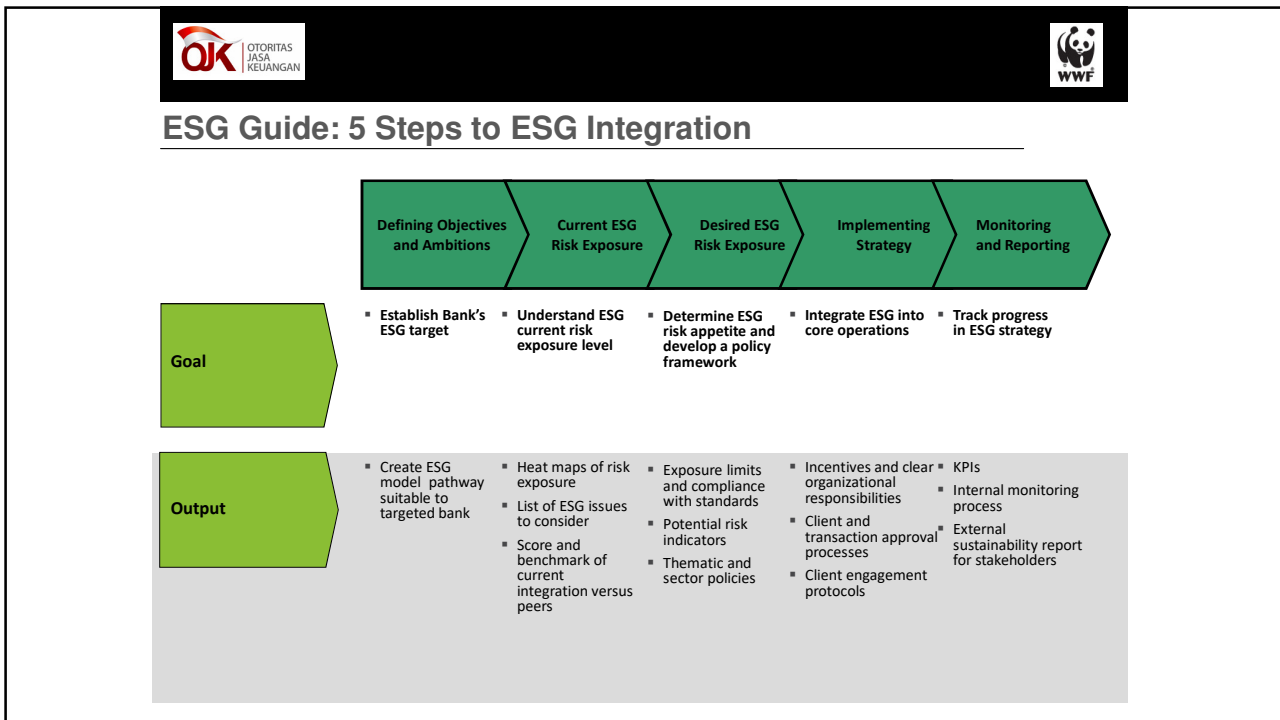 OJK
OTORITAS
JASA
KEUANGAN
WWF
ESG Guide: 5 Steps to ESG Integration
Defining Objectives
and Ambitions
Current ESG
Risk Exposure
Desired ESG
Risk Exposure
Implementing
Strategy
Monitoring
and Reporting
Goal
▪ Establish Bank's
ESG target
▪ Understand ESG
current risk
exposure level
▪ Determine ESG
risk appetite and
develop a policy
framework
▪ Integrate ESG into
core operations
▪ Track progress
in ESG strategy
Output
▪ Create ESG
model pathway
suitable to
targeted bank
▪ Heat maps of risk
exposure
▪ List of ESG issues
to consider
▪ Score and
benchmark of
current
integration versus
peers
▪ Exposure limits
and compliance
with standards
▪ Potential risk
indicators
▪ Thematic and
sector policies
▪ Incentives and clear
organizational
responsibilities
▪ Client and
transaction approval
processes
▪ Client engagement
protocols
▪ KPIs
▪ Internal monitoring
process
▪ External
sustainability report
for stakeholders